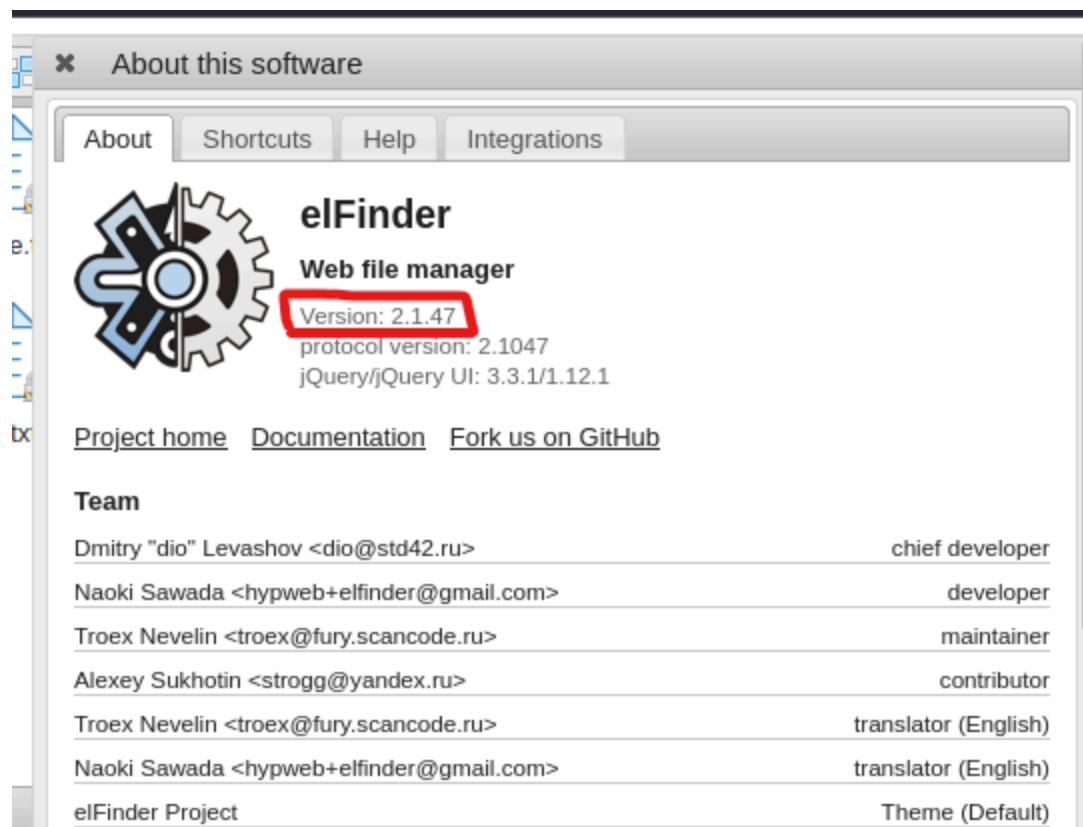 About this software
About Shortcuts Help Integrations
elFinder
Web file manager
Version: 2.1.47
protocol version: 2.1047
jQuery/jQuery UI: 3.3.1/1.12.1
Project home Documentation Fork us on GitHub
Team
Dmitry "dio" Levashov <dio@std42.ru> chief developer
Naoki Sawada <hypweb+elfinder@gmail.com> developer
Troex Nevelin <troex@fury.scancode.ru> maintainer
Alexey Sukhotin <strogg@yandex.ru> contributor
Troex Nevelin <troex@fury.scancode.ru> translator (English)
Naoki Sawada <hypweb+elfinder@gmail.com> translator (English)
elFinder Project Theme (Default)